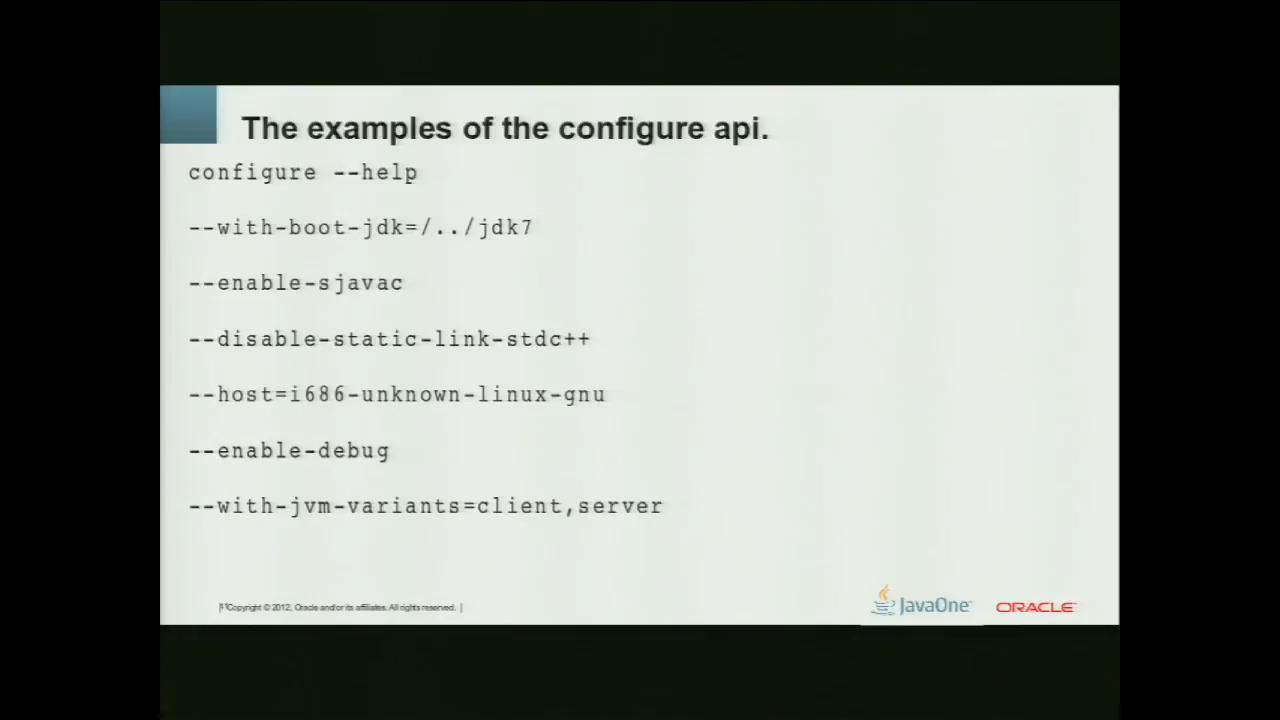 The examples of the configure api.
configure --help
--with-boot-jdk=/../jdk7
--enable-sjavac
--disable-static-link-stdc++
--host=i686-unknown-linux-gnu
--enable-debug
--with-jvm-variants=client,server
Copyright © 2012, Oracle and/or its affiliates. All rights reserved. |
JavaOne™
ORACLE